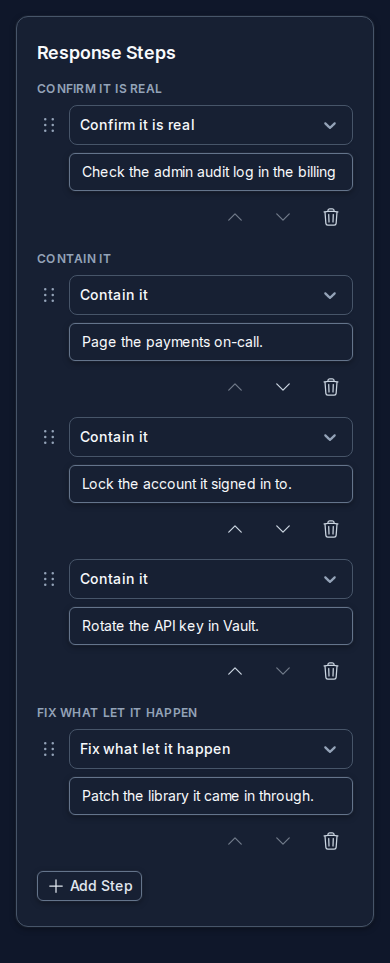 Response Steps
CONFIRM IT IS REAL
Confirm it is real
Check the admin audit log in the billing
CONTAIN IT
Contain it
Page the payments on-call.
Contain it
Lock the account it signed in to.
Contain it
Rotate the API key in Vault.
FIX WHAT LET IT HAPPEN
Fix what let it happen
Patch the library it came in through.
Add Step